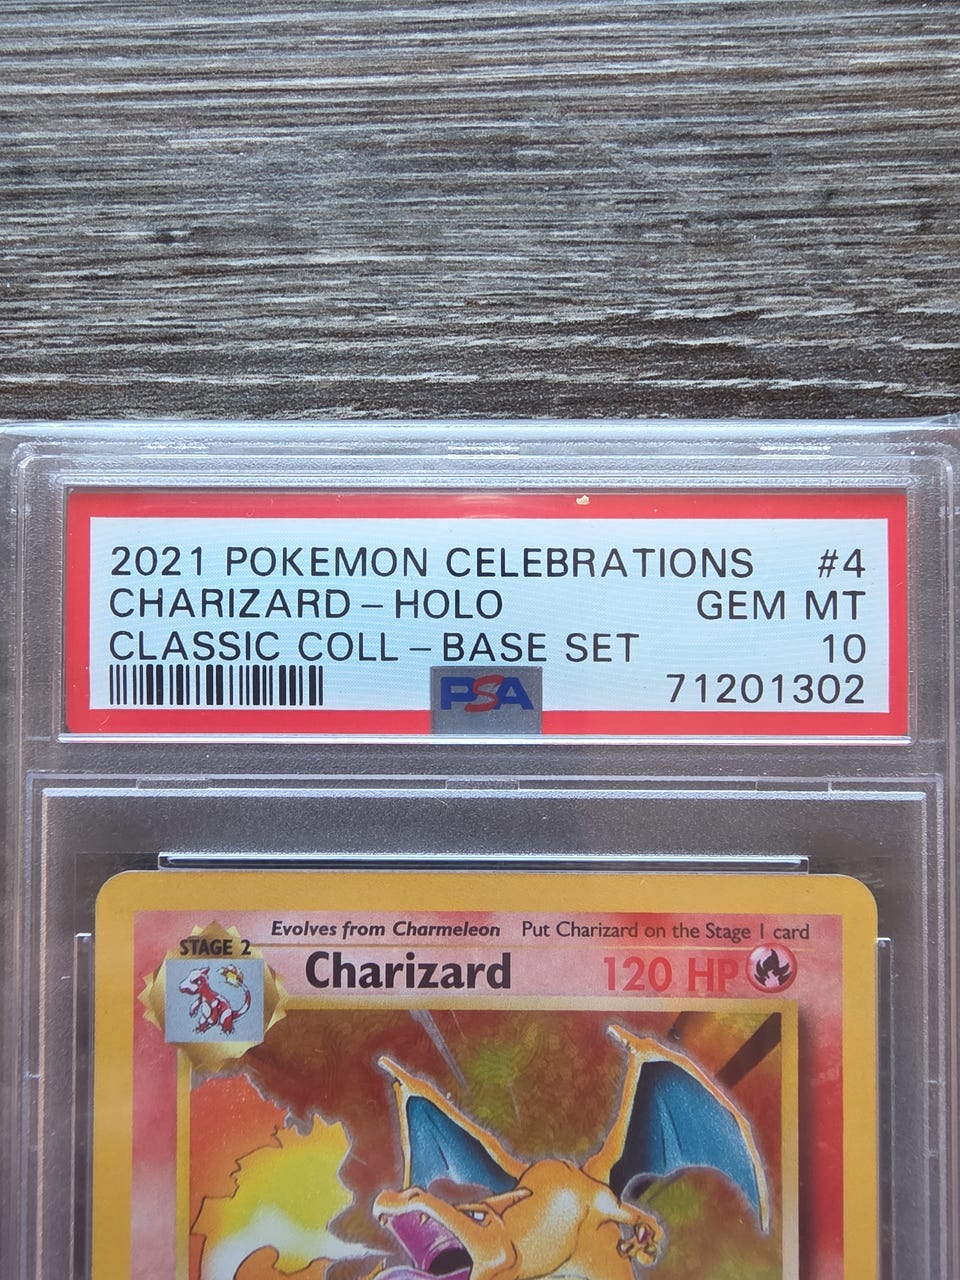 2021 POKEMON CELEBRATIONS #4
CHARIZARD - HOLO GEM MT
CLASSIC COLL - BASE SET 10
PSA 71201302
Evolves from Charmeleon Put Charizard on the Stage 1 card
STAGE 2
Charizard 120 HP